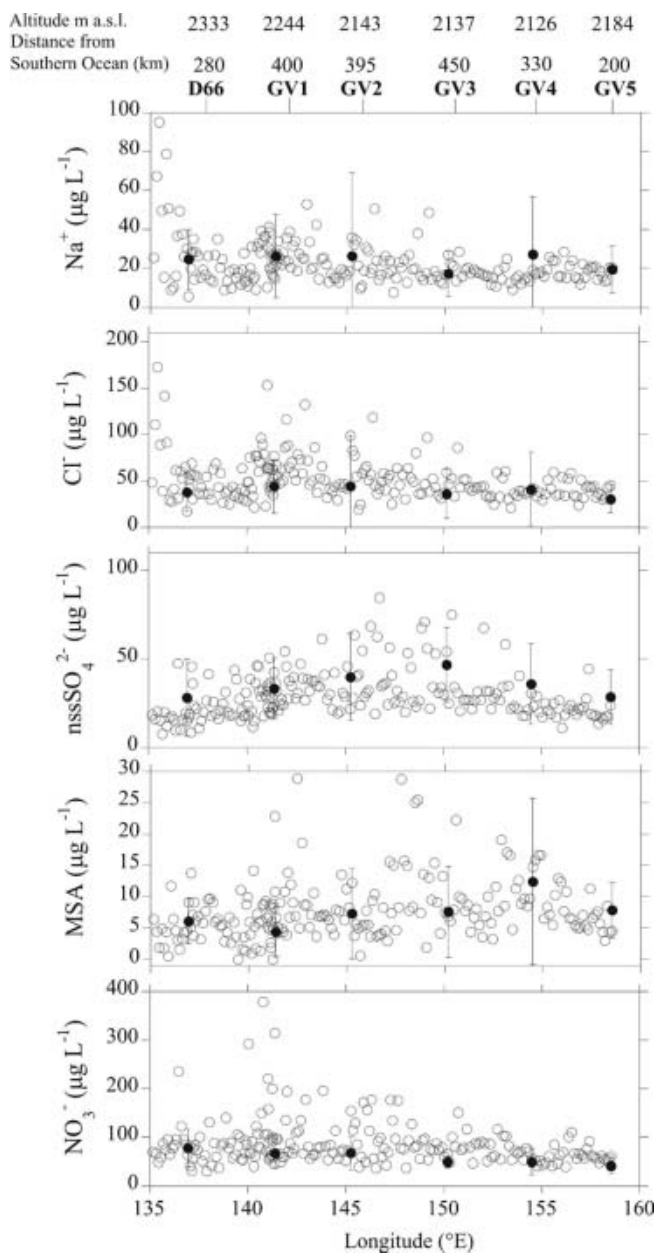 Altitude m a.s.l. 2333 2244 2143 2137 2126 2184
Distance from
Southern Ocean (km) 280 400 395 450 330 200
D66 GV1 GV2 GV3 GV4 GV5
100
80
60
40
20
0
Na⁺ (µg L⁻¹)
200
150
100
50
0
Cl⁻ (µg L⁻¹)
100
50
0
nssSO₄²⁻ (µg L⁻¹)
30
25
20
15
10
5
0
MSA (µg L⁻¹)
400
300
200
100
0
NO₃⁻ (µg L⁻¹)
135 140 145 150 155 160
Longitude (°E)